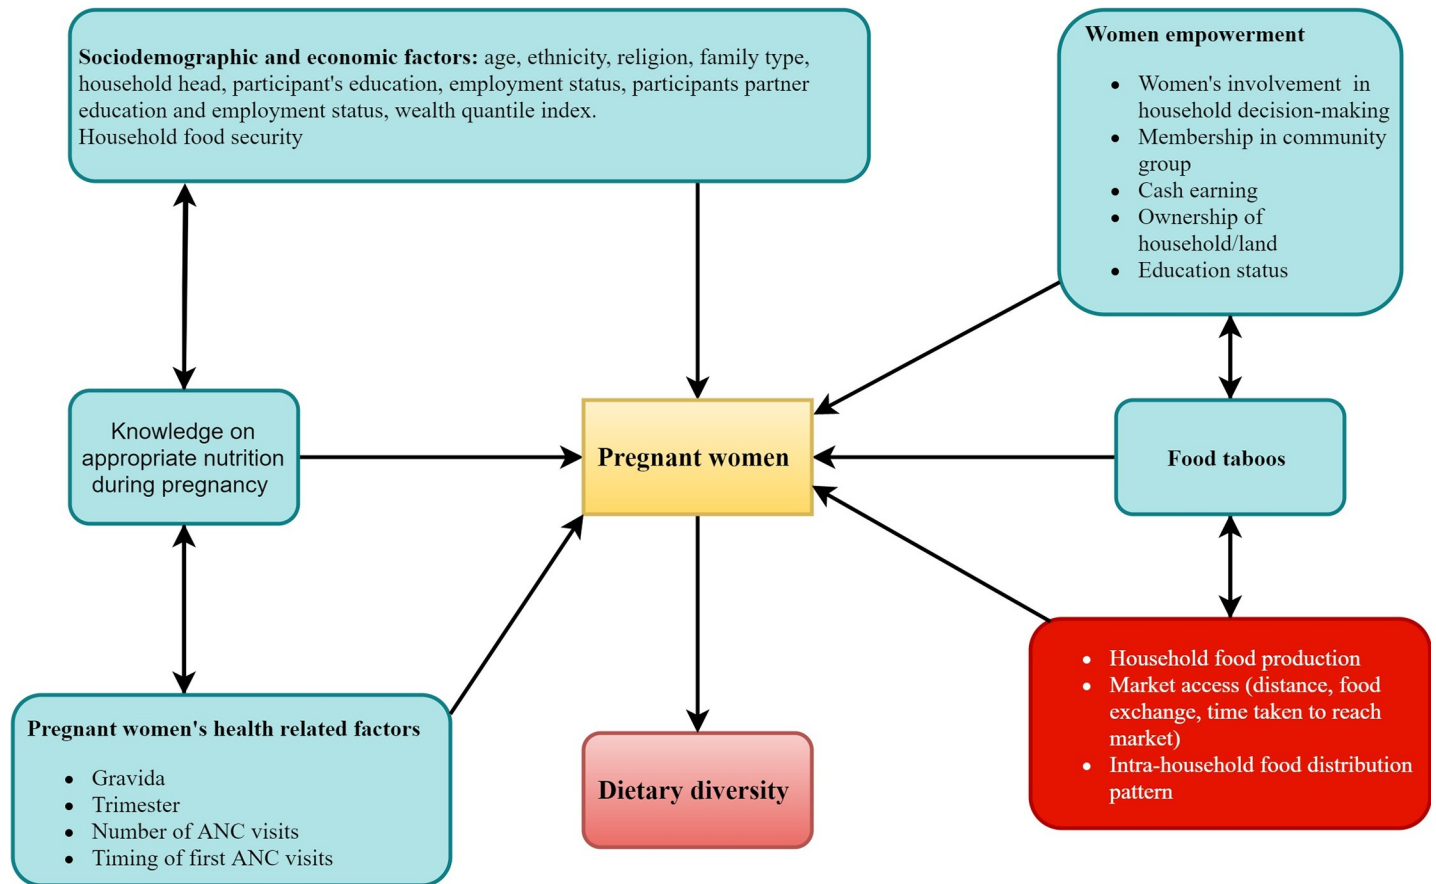 Sociodemographic and economic factors: age, ethnicity, religion, family type,
household head, participant's education, employment status, participants partner
education and employment status, wealth quantile index.
Household food security
Women empowerment
• Women's involvement in
household decision-making
• Membership in community
group
• Cash earning
• Ownership of
household/land
• Education status
Knowledge on
appropriate nutrition
during pregnancy
Pregnant women
Food taboos
Pregnant women's health related factors
• Gravida
• Trimester
• Number of ANC visits
• Timing of first ANC visits
Dietary diversity
• Household food production
• Market access (distance, food
exchange, time taken to reach
market)
• Intra-household food distribution
pattern